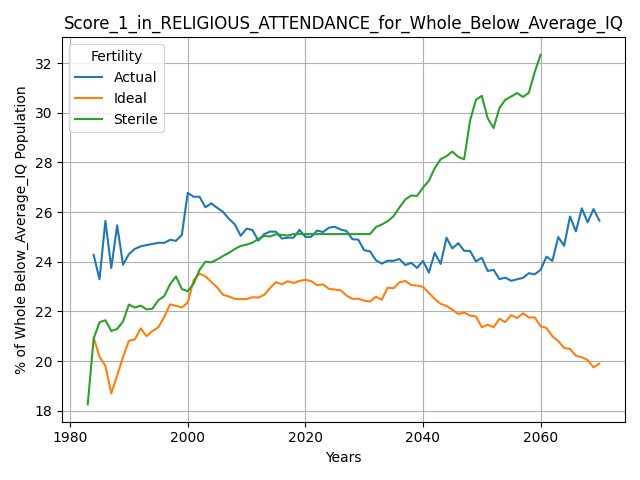 Score_1_in_RELIGIOUS_ATTENDANCE_for_Whole_Below_Average_IQ
Fertility
Actual
Ideal
Sterile
% of Whole Below_Average_IQ Population
32
30
28
26
24
22
20
18
1980
2000
2020
2040
2060
Years